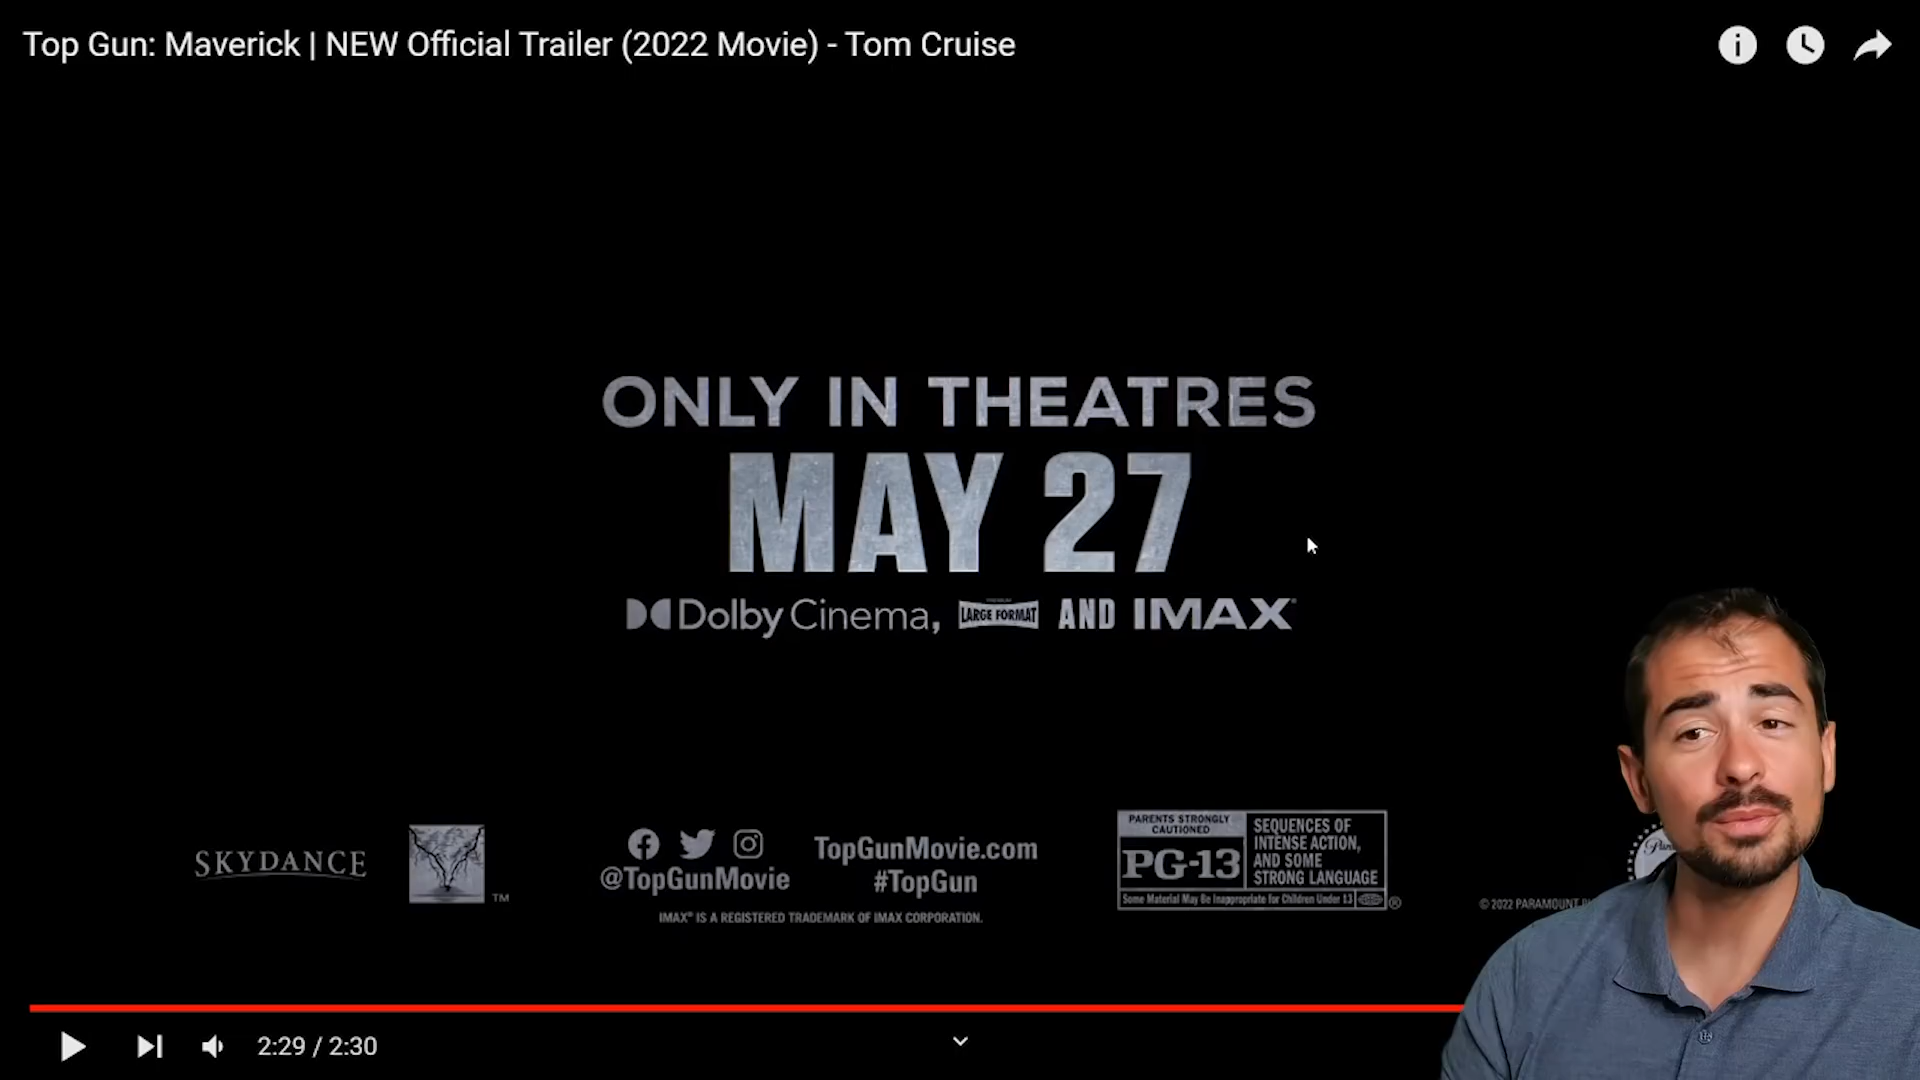 Top Gun: Maverick | NEW Official Trailer (2022 Movie) - Tom Cruise
ONLY IN THEATRES
MAY 27
Dolby Cinema, LARGE FORMAT AND IMAX®
SKYDANCE
TM
@TopGunMovie
TopGunMovie.com
#TopGun
IMAX® IS A REGISTERED TRADEMARK OF IMAX CORPORATION.
PARENTS STRONGLY CAUTIONED
PG-13
SEQUENCES OF
INTENSE ACTION,
AND SOME
STRONG LANGUAGE
Some Material May Be Inappropriate for Children Under 13
®
© 2022 PARAMOUNT
2:29 / 2:30